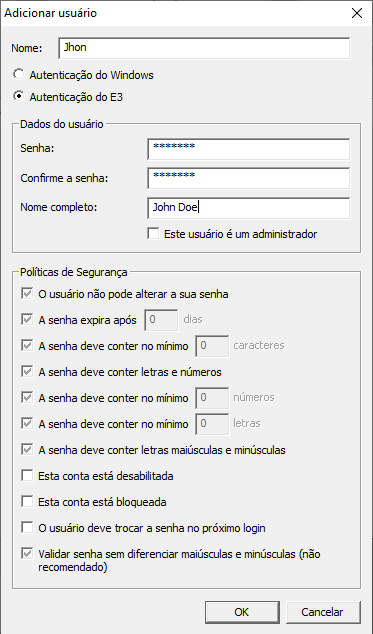 Adicionar usuário
Nome: Jhon
Autenticação do Windows
Autenticação do E3
Dados do usuário
Senha: *******
Confirme a senha: *******
Nome completo: John Doe
Este usuário é um administrador
Políticas de Segurança
O usuário não pode alterar a sua senha
A senha expira após 0 dias
A senha deve conter no mínimo 0 caracteres
A senha deve conter letras e números
A senha deve conter no mínimo 0 números
A senha deve conter no mínimo 0 letras
A senha deve conter letras maiúsculas e minúsculas
Esta conta está desabilitada
Esta conta está bloqueada
O usuário deve trocar a senha no próximo login
Validar senha sem diferenciar maiúsculas e minúsculas (não
recomendado)
OK Cancelar